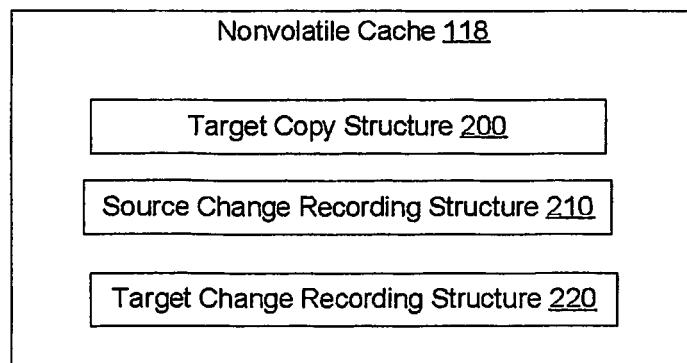 Nonvolatile Cache 118
Target Copy Structure 200
Source Change Recording Structure 210
Target Change Recording Structure 220